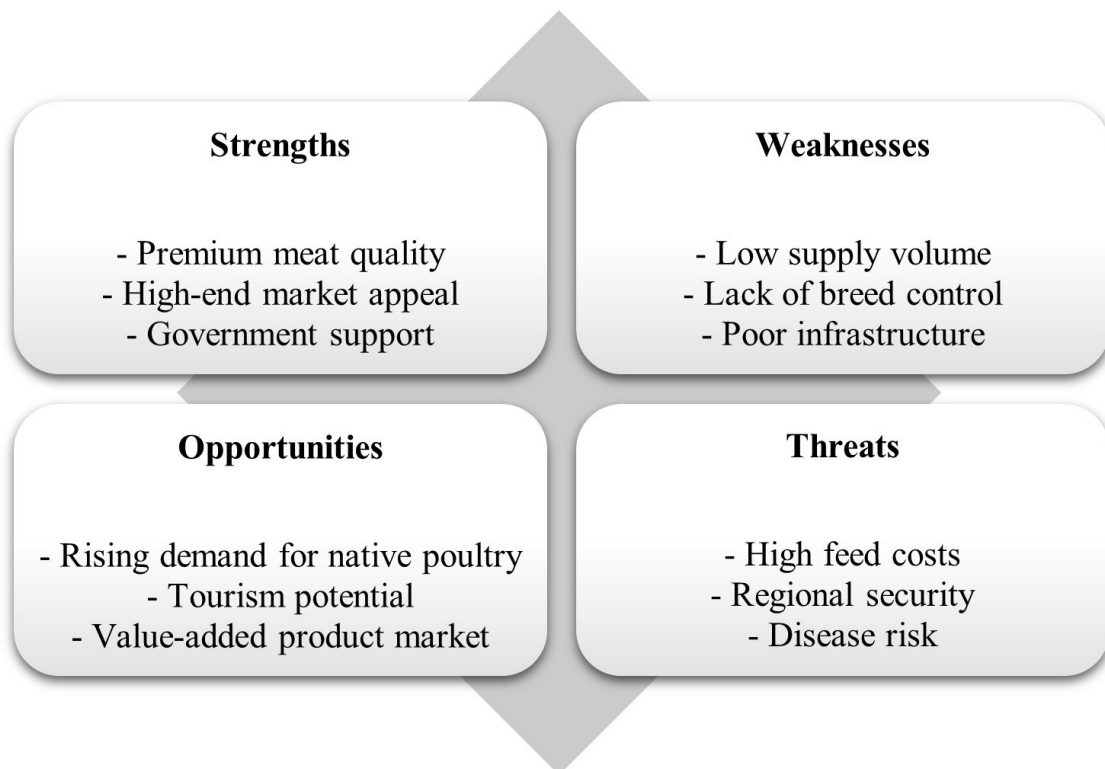 Strengths
- Premium meat quality
- High-end market appeal
- Government support
Weaknesses
- Low supply volume
- Lack of breed control
- Poor infrastructure
Opportunities
- Rising demand for native poultry
- Tourism potential
- Value-added product market
Threats
- High feed costs
- Regional security
- Disease risk